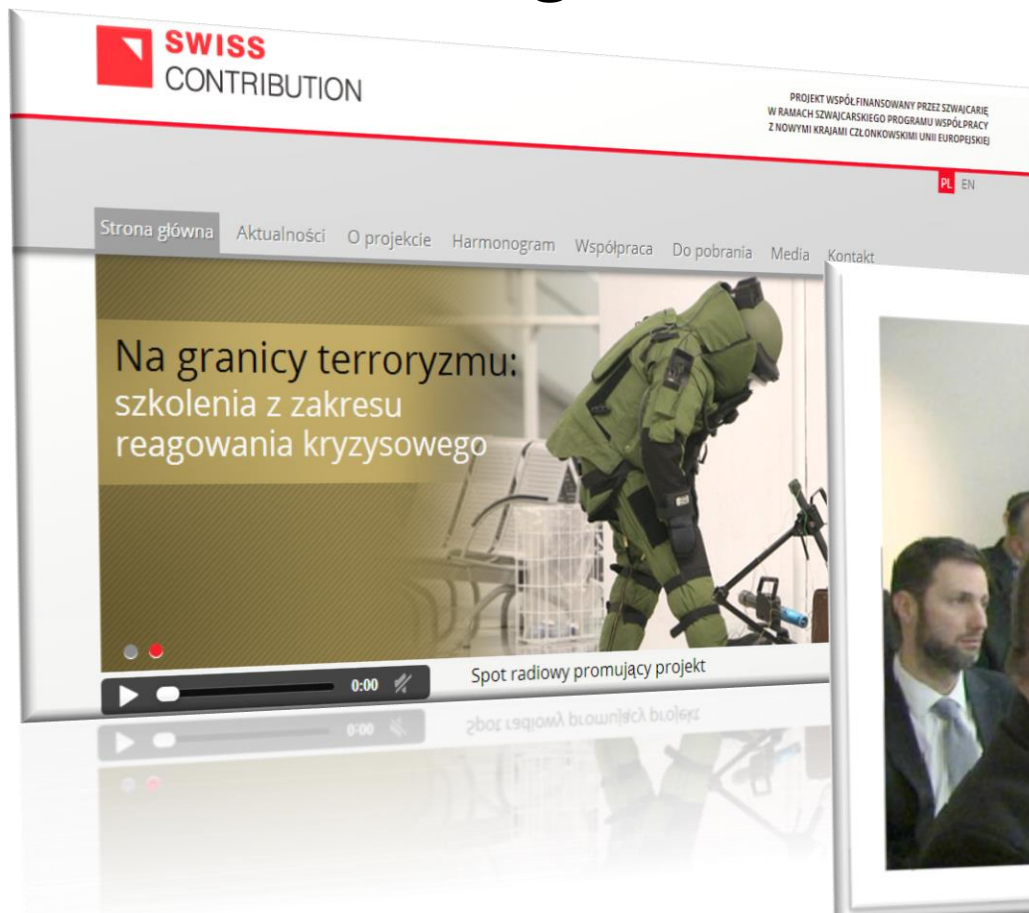 SWISS
CONTRIBUTION
PROJEKT WSPÓŁFINANSOWANY PRZEZ SZWAJCARIĘ
W RAMACH SZWAJCARSKIEGO PROGRAMU WSPÓŁPRACY
Z NOWYMI KRAJAMI CZŁONKOWSKIMI UNII EUROPEJSKIEJ
PL EN
Strona główna Aktualności O projekcie Harmonogram Współpraca Do pobrania Media Kontakt
Na granicy terroryzmu:
szkolenia z zakresu
reagowania kryzysowego
0:00
Spot radiowy promujący projekt